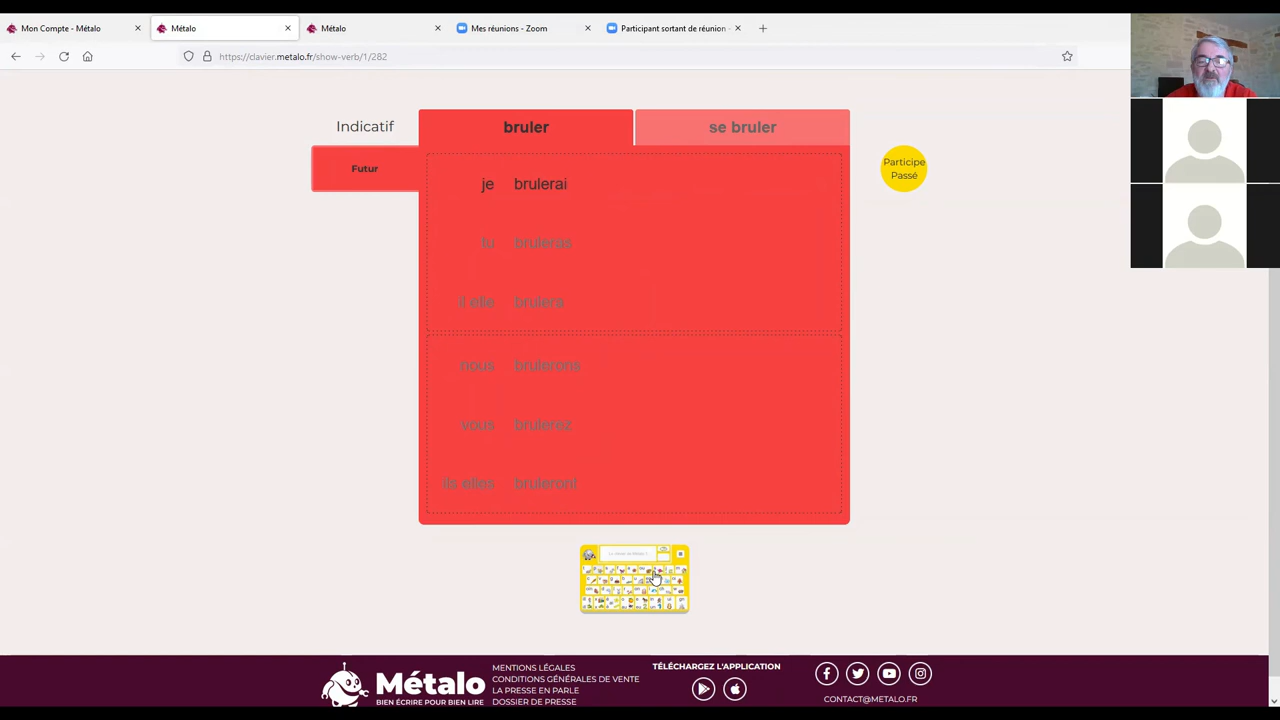 Mon Compte - Métalo
Métalo
Métalo
Mes réunions - Zoom
Participant sortant de réunion -
https://clavier.metalo.fr/show-verb/1/282
Indicatif
bruler
se bruler
Futur
Participe
Passé
je brulerai
tu bruleras
il elle brulera
nous brulerons
vous brulerez
ils elles bruleront
Métalo
BIEN ÉCRIRE POUR BIEN LIRE
MENTIONS LÉGALES
CONDITIONS GÉNÉRALES DE VENTE
LA PRESSE EN PARLE
DOSSIER DE PRESSE
TÉLÉCHARGEZ L'APPLICATION
CONTACT@METALO.FR